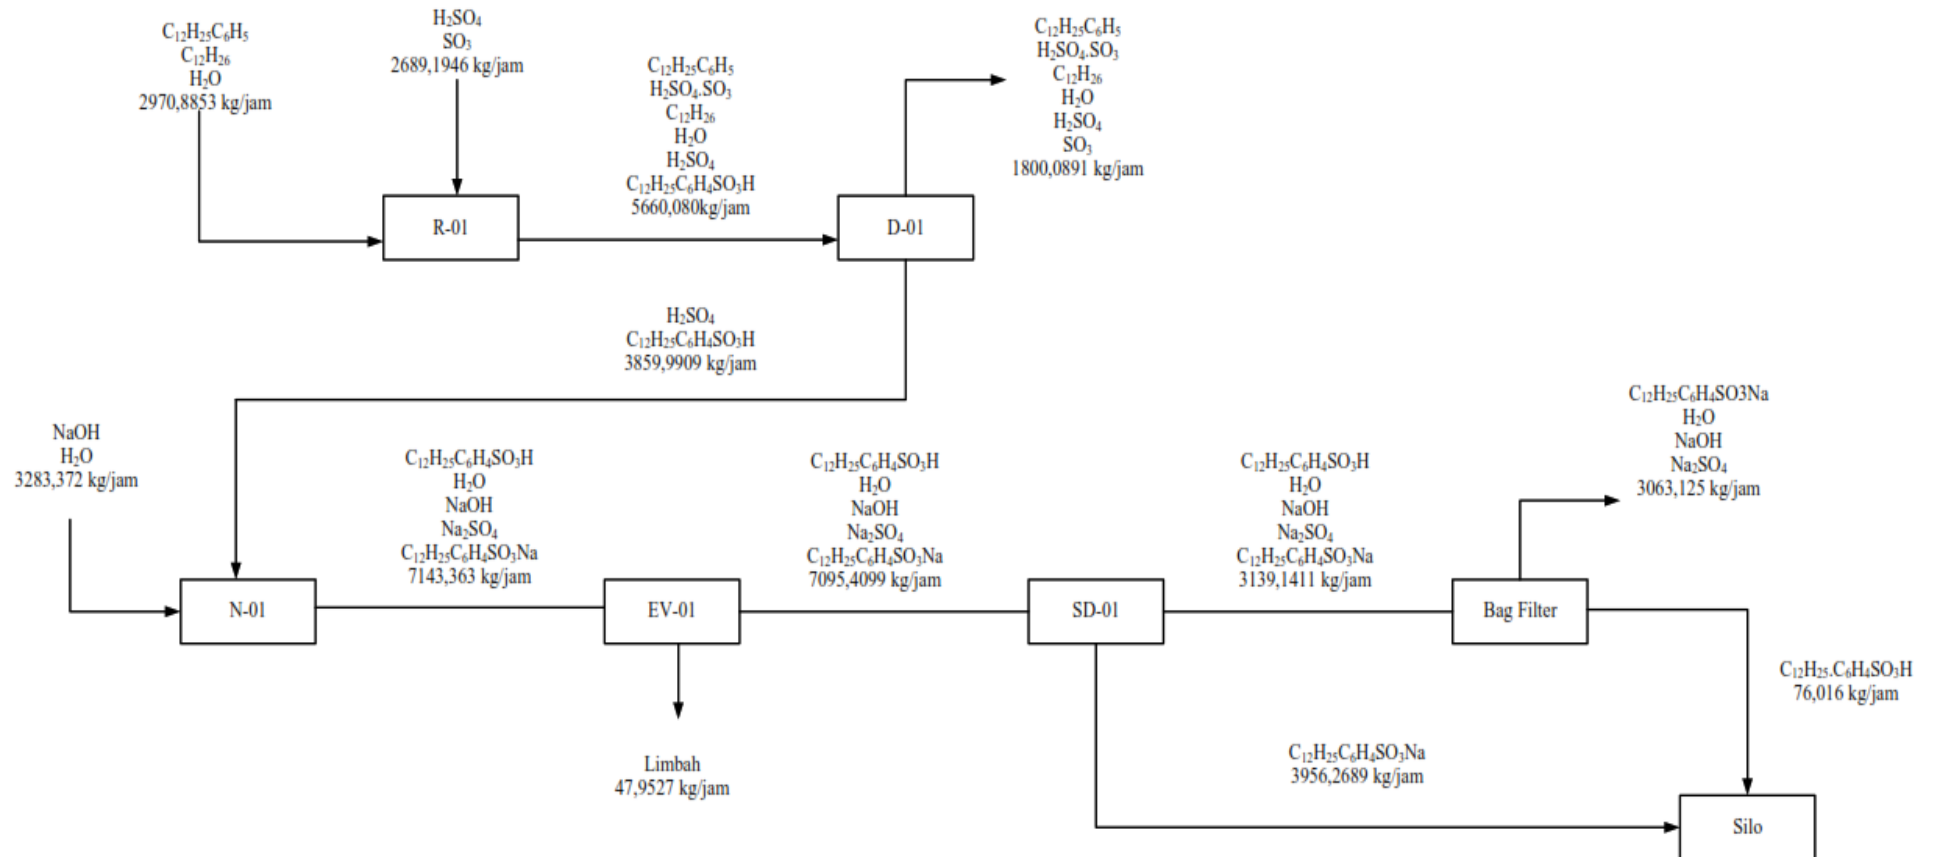 C₁₂H₂₅C₆H₅
C₁₂H₂₆
H₂O
2970,8853 kg/jam
H₂SO₄
SO₃
2689,1946 kg/jam
C₁₂H₂₅C₆H₅
H₂SO₄.SO₃
C₁₂H₂₆
H₂O
H₂SO₄
C₁₂H₂₅C₆H₄SO₃H
5660,080kg/jam
C₁₂H₂₅C₆H₅
H₂SO₄.SO₃
C₁₂H₂₆
H₂O
H₂SO₄
SO₃
1800,0891 kg/jam
R-01
D-01
H₂SO₄
C₁₂H₂₅C₆H₄SO₃H
3859,9909 kg/jam
NaOH
H₂O
3283,372 kg/jam
C₁₂H₂₅C₆H₄SO₃H
H₂O
NaOH
Na₂SO₄
C₁₂H₂₅C₆H₄SO₃Na
7143,363 kg/jam
C₁₂H₂₅C₆H₄SO₃H
H₂O
NaOH
Na₂SO₄
C₁₂H₂₅C₆H₄SO₃Na
7095,4099 kg/jam
C₁₂H₂₅C₆H₄SO₃H
H₂O
NaOH
Na₂SO₄
C₁₂H₂₅C₆H₄SO₃Na
3139,1411 kg/jam
C₁₂H₂₅C₆H₄SO3Na
H₂O
NaOH
Na₂SO₄
3063,125 kg/jam
N-01
EV-01
SD-01
Bag Filter
C₁₂H₂₅.C₆H₄SO₃H
76,016 kg/jam
Limbah
47,9527 kg/jam
C₁₂H₂₅C₆H₄SO₃Na
3956,2689 kg/jam
Silo